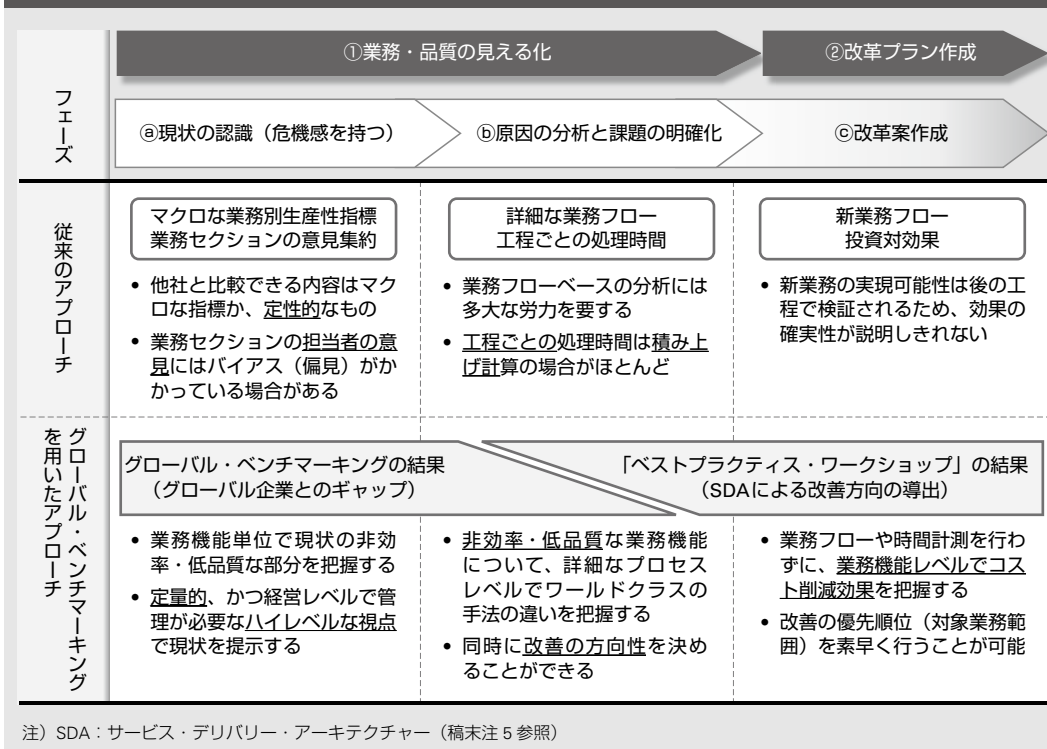 フェーズ
①業務・品質の見える化
②改革プラン作成
ⓐ現状の認識（危機感を持つ）
ⓑ原因の分析と課題の明確化
ⓒ改革案作成
従来のアプローチ
マクロな業務別生産性指標
業務セクションの意見集約
• 他社と比較できる内容はマク
ロな指標か、定性的なもの
• 業務セクションの担当者の意
見にはバイアス（偏見）がか
かっている場合がある
詳細な業務フロー
工程ごとの処理時間
• 業務フローベースの分析には
多大な労力を要する
• 工程ごとの処理時間は積み上
げ計算の場合がほとんど
新業務フロー
投資対効果
• 新業務の実現可能性は後の工
程で検証されるため、効果の
確実性が説明しきれない
グローバル・ベンチマーキング
を用いたアプローチ
グローバル・ベンチマーキングの結果
（グローバル企業とのギャップ）
「ベストプラクティス・ワークショップ」の結果
（SDAによる改善方向の導出）
• 業務機能単位で現状の非効
率・低品質な部分を把握する
• 定量的、かつ経営レベルで管
理が必要なハイレベルな視点
で現状を提示する
• 非効率・低品質な業務機能
について、詳細なプロセス
レベルでワールドクラスの
手法の違いを把握する
• 同時に改善の方向性を決め
ることができる
• 業務フローや時間計測を行わ
ずに、業務機能レベルでコス
ト削減効果を把握する
• 改善の優先順位（対象業務範
囲）を素早く行うことが可能
注）SDA：サービス・デリバリー・アーキテクチャー（稿末注5参照）